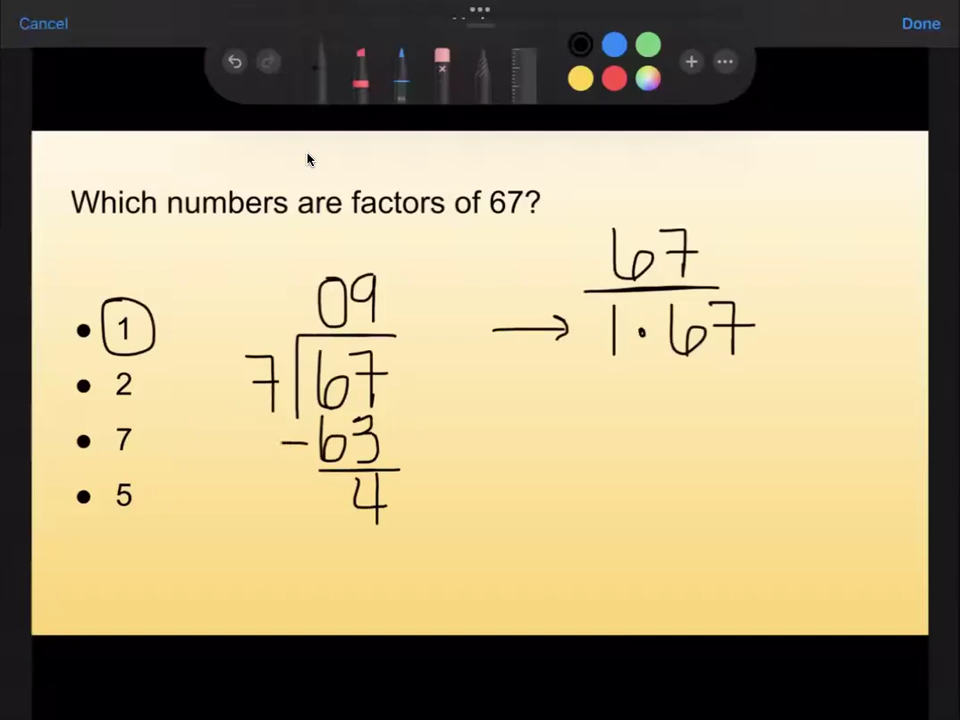 Cancel
Done
Which numbers are factors of 67?
• 1
• 2
• 7
• 5
09
7 67
-63
4
67
→ 1 • 67